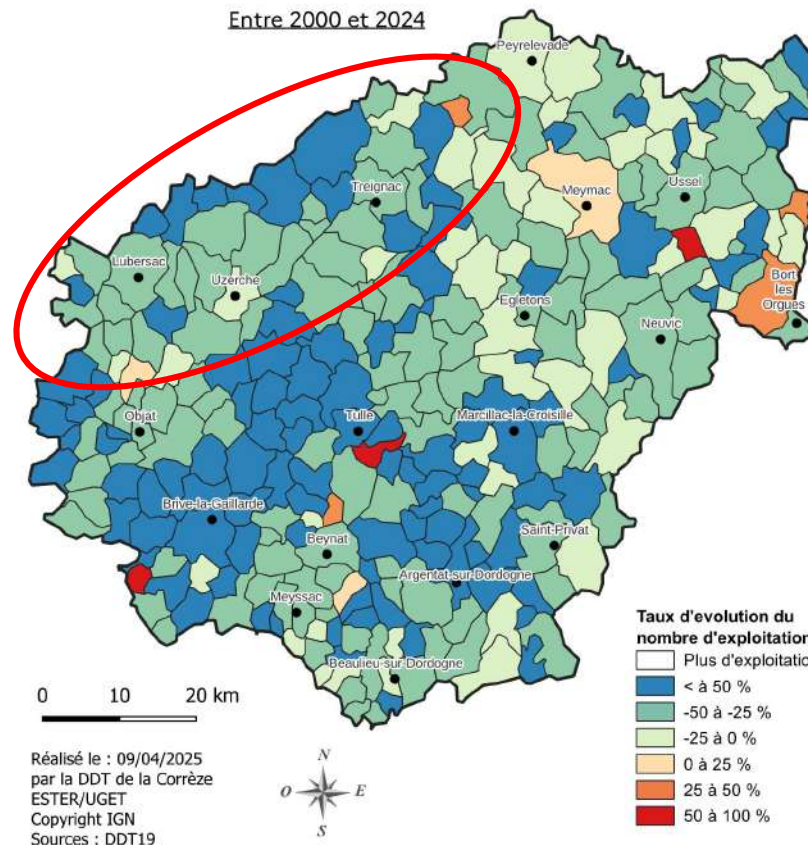 Entre 2000 et 2024
Peyrelevade
Treignac
Meymac
Ussel
Lubersac
Uzerche
Bort
les
Orgues
Egletons
Neuvic
Objat
Tulle
Marcillac-la-Croisille
Brive-la-Gaillarde
Saint-Privat
Beynat
Argentat-sur-Dordogne
Meyssac
Beaulieu-sur-Dordogne
Taux d'evolution du
nombre d'exploitation
Plus d'exploitatio
< à 50 %
-50 à -25 %
-25 à 0 %
0 à 25 %
25 à 50 %
50 à 100 %
0 10 20 km
Réalisé le : 09/04/2025
par la DDT de la Corrèze
ESTER/UGET
Copyright IGN
Sources : DDT19
N
O E
S